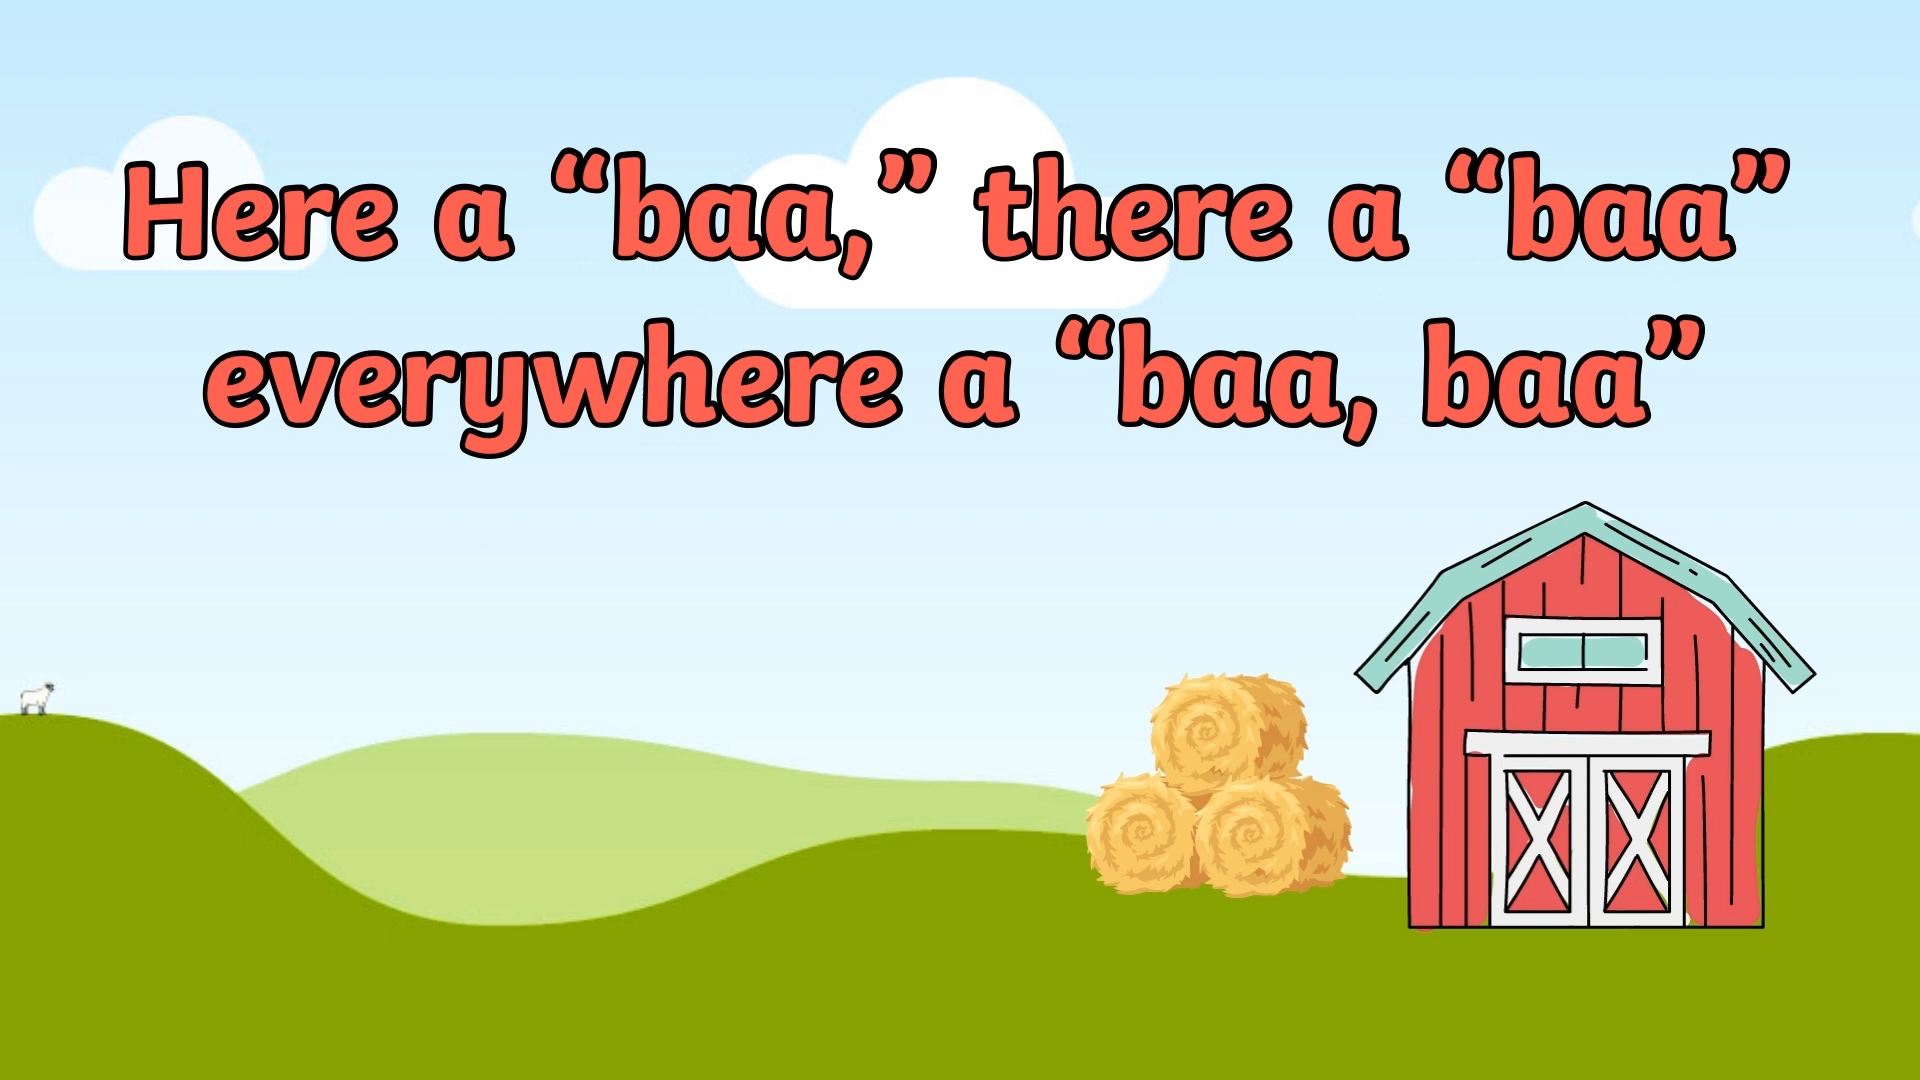 Here a “baa,” there a “baa”
everywhere a “baa, baa”